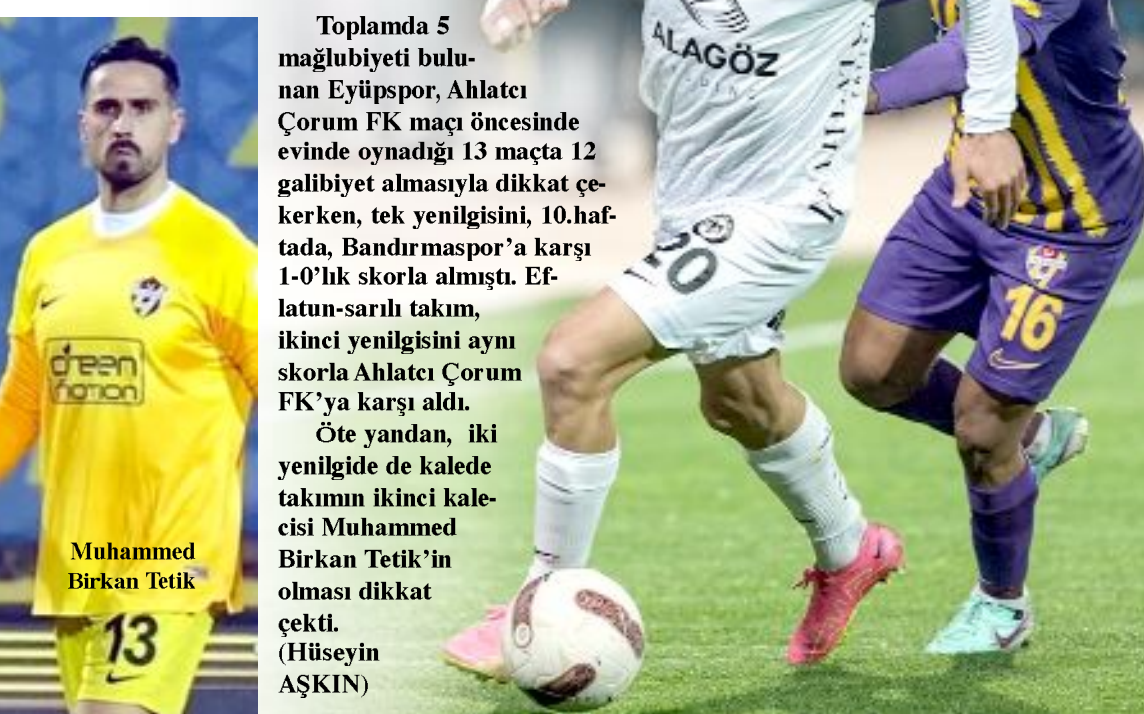 Toplamda 5
mağlubiyeti bulu-
nan Eyüpspor, Ahlatcı
Çorum FK maçı öncesinde
evinde oynadığı 13 maçta 12
galibiyet almasıyla dikkat çe-
kerken, tek yenilgisini, 10.haf-
tada, Bandırmaspor’a karşı
1-0’lık skorla almıştı. Ef-
latun-sarılı takım,
ikinci yenilgisini aynı
skorla Ahlatcı Çorum
FK’ya karşı aldı.
Öte yandan,  iki
yenilgide de kalede
takımın ikinci kale-
cisi Muhammed
Birkan Tetik’in
olması dikkat
çekti.
(Hüseyin
AŞKIN)
Muhammed
Birkan Tetik
13
ALAGÖZ
20
16